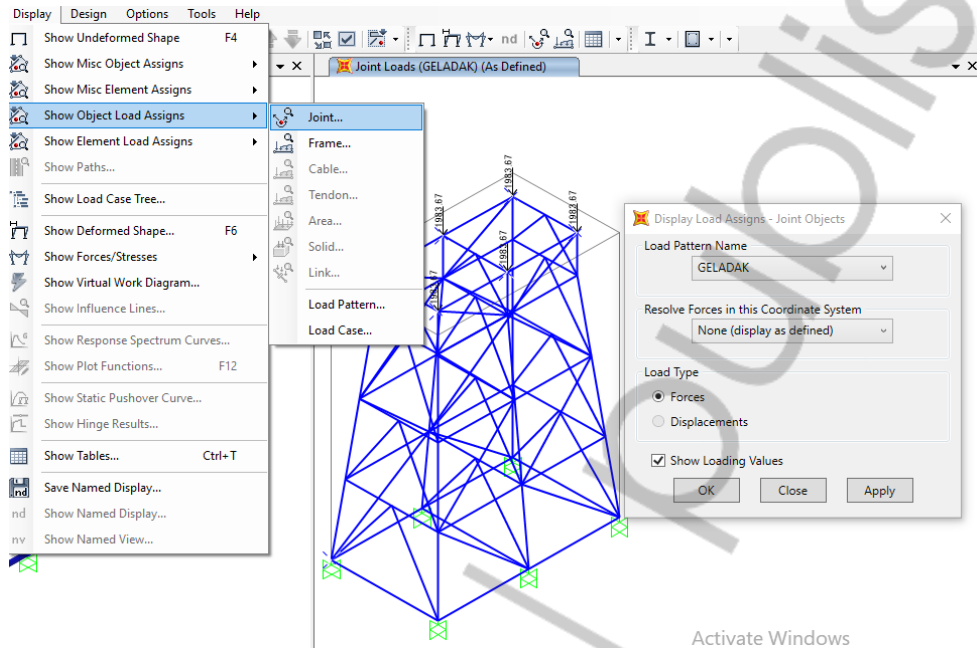 Display Design Options Tools Help
Show Undeformed Shape F4
Show Misc Object Assigns
Show Misc Element Assigns
Show Object Load Assigns
Show Element Load Assigns
Show Paths...
Show Load Case Tree...
Show Deformed Shape... F6
Show Forces/Stresses
Show Virtual Work Diagram...
Show Influence Lines...
Show Response Spectrum Curves...
Show Plot Functions... F12
Show Static Pushover Curve...
Show Hinge Results...
Show Tables... Ctrl+T
Save Named Display...
nd Show Named Display...
nv Show Named View...
Joint...
Frame...
Cable...
Tendon...
Area...
Solid...
Link...
Load Pattern...
Load Case...
nd
Joint Loads (GELADAK) (As Defined)
1983.67
1983.67
1983.67
1983.67
Display Load Assigns - Joint Objects
Load Pattern Name
GELADAK
Resolve Forces in this Coordinate System
None (display as defined)
Load Type
Forces
Displacements
Show Loading Values
OK Close Apply
Activate Windows